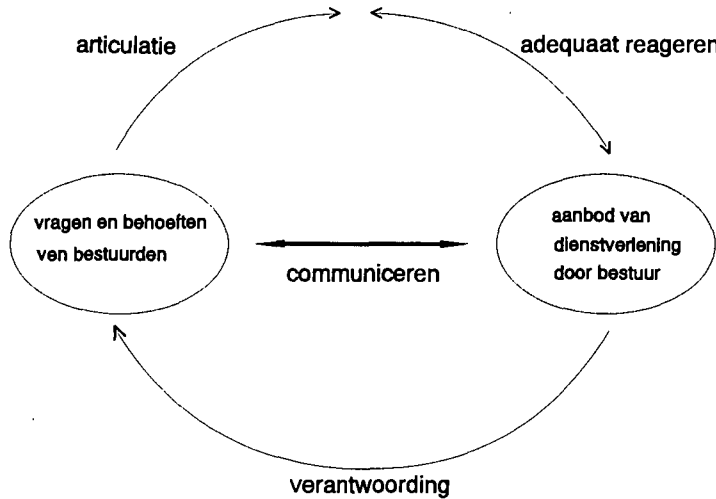 articulatie
adequaat reageren
vragen en behoeften
ven bestuurden
aanbod van
dienstverlening
door bestuur
communiceren
verantwoording